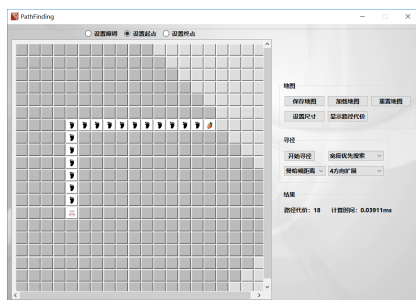 PathFinding
设置障碍 设置起点 设置终点
地图
保存地图 加载地图 重置地图
设置尺寸 显示路径代价
寻径
开始寻径 宽度优先搜索
曼哈顿距离 4方向扩展
结果
路径代价: 18 计算时间: 0.03911ms